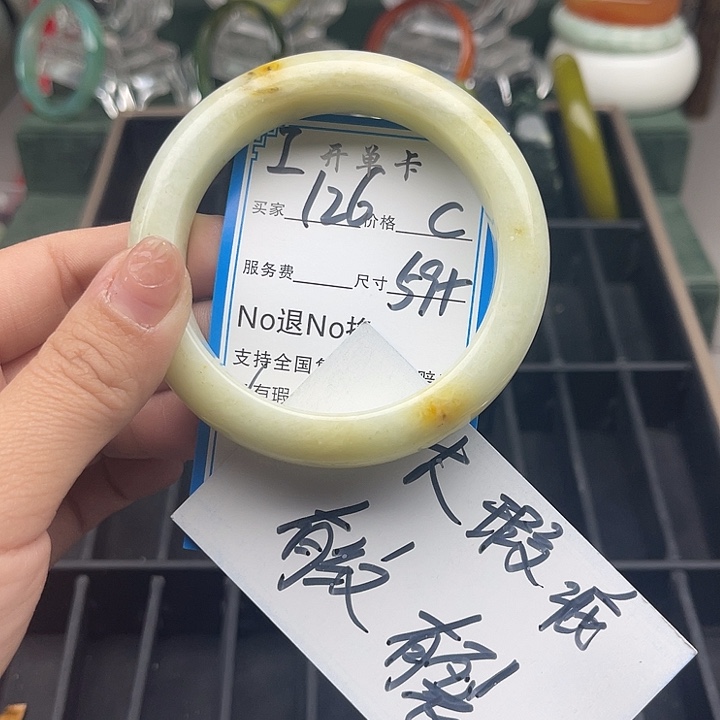 I 开单卡
买家 126 价格 C
服务费 尺寸 59+
No退No换
支持全国
有瑕
大瑕疵
有纹
有裂